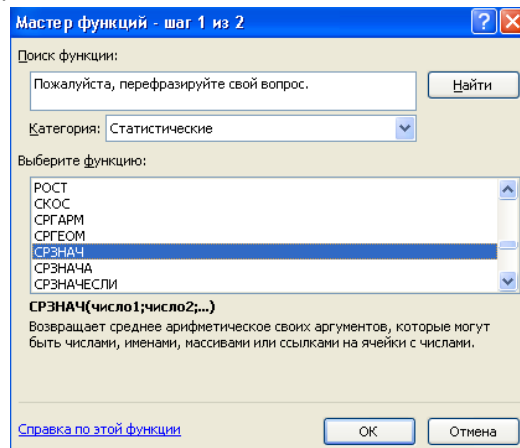 Мастер функций - шаг 1 из 2
Поиск функции:
Пожалуйста, перефразируйте свой вопрос.
Найти
Категория: Статистические
Выберите функцию:
РОСТ
СКОС
СРГАРМ
СРГЕОМ
СРЗНАЧ
СРЗНАЧА
СРЗНАЧЕСЛИ
СРЗНАЧ(число1;число2;...)
Возвращает среднее арифметическое своих аргументов, которые могут
быть числами, именами, массивами или ссылками на ячейки с числами.
Справка по этой функции
ОК
Отмена